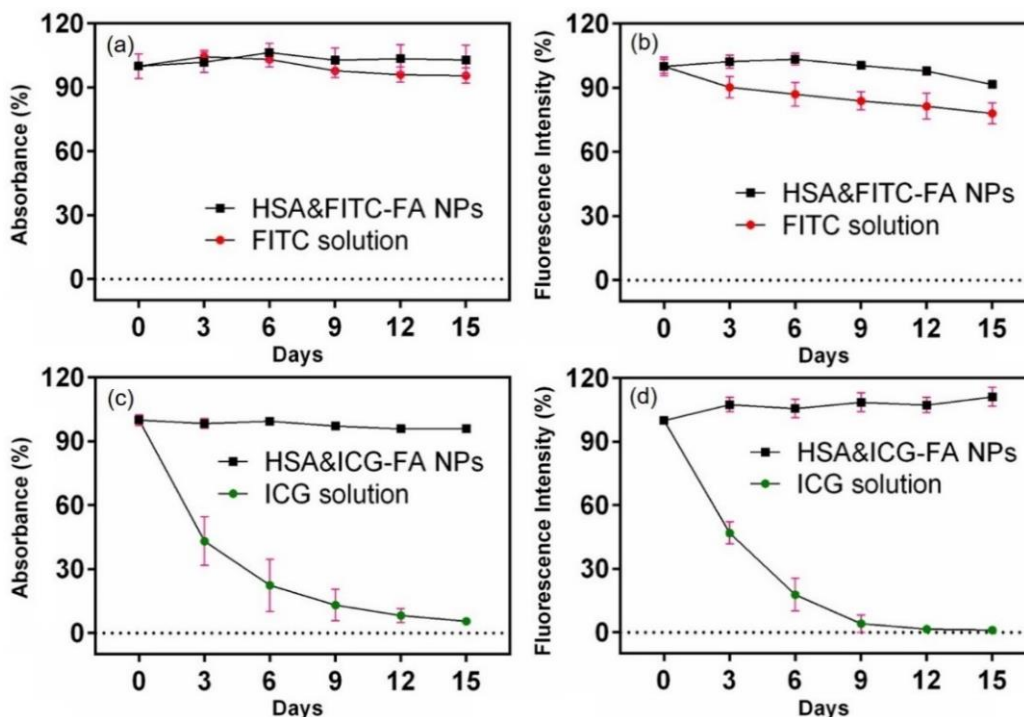 (a)
Absorbance (%)
120
90
60
30
0
HSA&FITC-FA NPs
FITC solution
0 3 6 9 12 15
Days
(b)
Fluorescence Intensity (%)
120
90
60
30
0
HSA&FITC-FA NPs
FITC solution
0 3 6 9 12 15
Days
(c)
Absorbance (%)
120
90
60
30
0
HSA&ICG-FA NPs
ICG solution
0 3 6 9 12 15
Days
(d)
Fluorescence Intensity (%)
120
90
60
30
0
HSA&ICG-FA NPs
ICG solution
0 3 6 9 12 15
Days